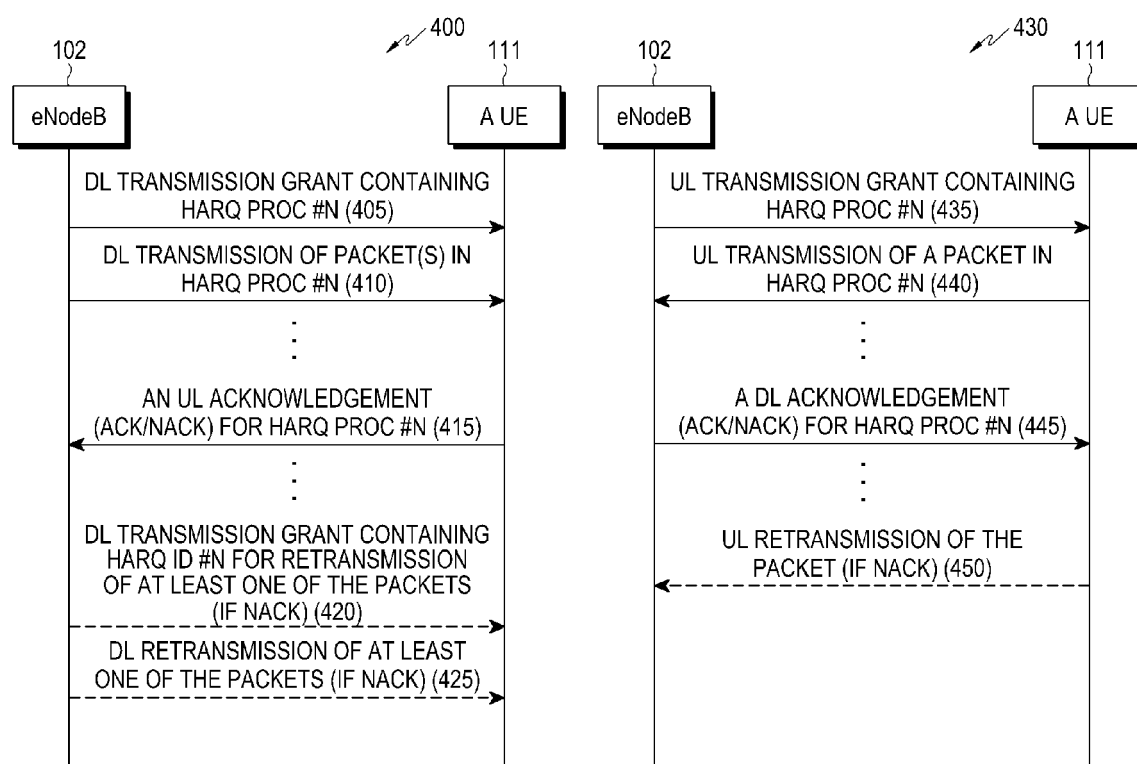 400
102
111
eNodeB
A UE
DL TRANSMISSION GRANT CONTAINING
HARQ PROC #N (405)
DL TRANSMISSION OF PACKET(S) IN
HARQ PROC #N (410)
AN UL ACKNOWLEDGEMENT
(ACK/NACK) FOR HARQ PROC #N (415)
DL TRANSMISSION GRANT CONTAINING
HARQ ID #N FOR RETRANSMISSION
OF AT LEAST ONE OF THE PACKETS
(IF NACK) (420)
DL RETRANSMISSION OF AT LEAST
ONE OF THE PACKETS (IF NACK) (425)
430
102
111
eNodeB
A UE
UL TRANSMISSION GRANT CONTAINING
HARQ PROC #N (435)
UL TRANSMISSION OF A PACKET IN
HARQ PROC #N (440)
A DL ACKNOWLEDGEMENT
(ACK/NACK) FOR HARQ PROC #N (445)
UL RETRANSMISSION OF THE
PACKET (IF NACK) (450)